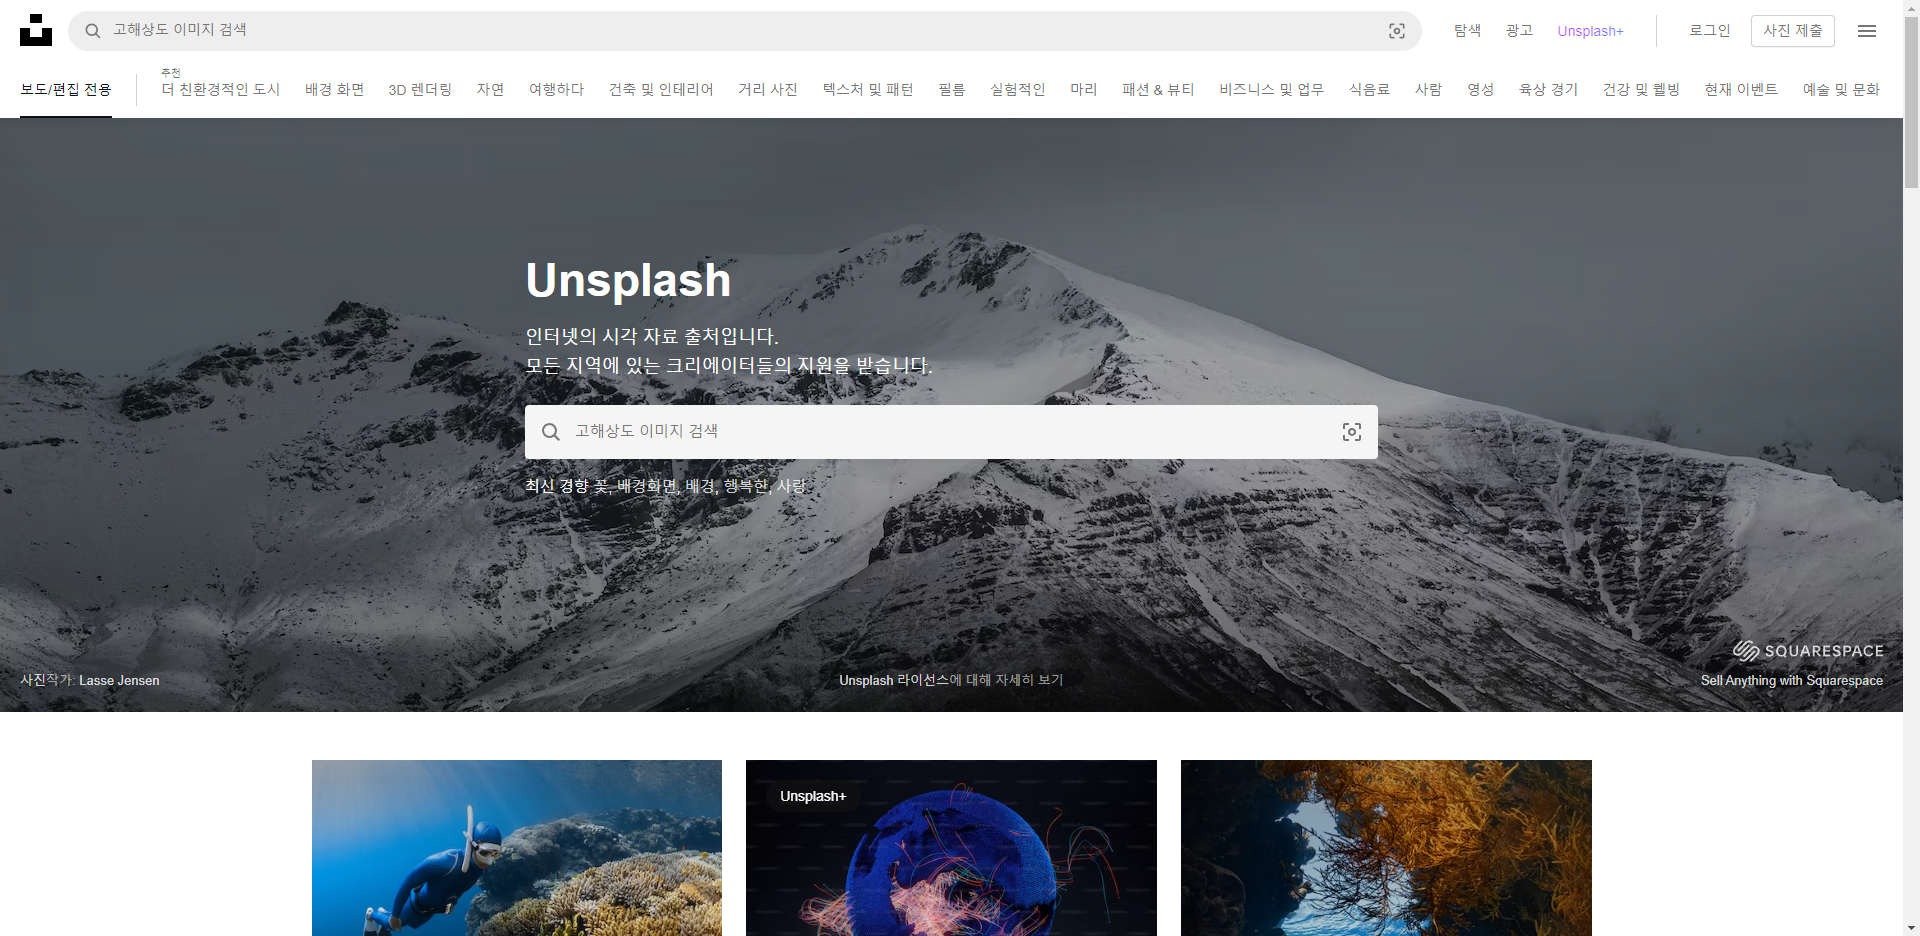 고해상도 이미지 검색
탐색 광고 Unsplash+ 로그인 사진 제출
추천
보도/편집 전용 더 친환경적인 도시 배경 화면 3D 렌더링 자연 여행하다 건축 및 인테리어 거리 사진 텍스처 및 패턴 필름 실험적인 마리 패션 & 뷰티 비즈니스 및 업무 식음료 사람 영성 육상 경기 건강 및 웰빙 현재 이벤트 예술 및 문화
Unsplash
인터넷의 시각 자료 출처입니다.
모든 지역에 있는 크리에이터들의 지원을 받습니다.
고해상도 이미지 검색
최신 경향 꽃, 배경화면, 배경, 행복한, 사랑
SQUARESPACE
사진작가: Lasse Jensen Unsplash 라이선스에 대해 자세히 보기 Sell Anything with Squarespace
Unsplash+